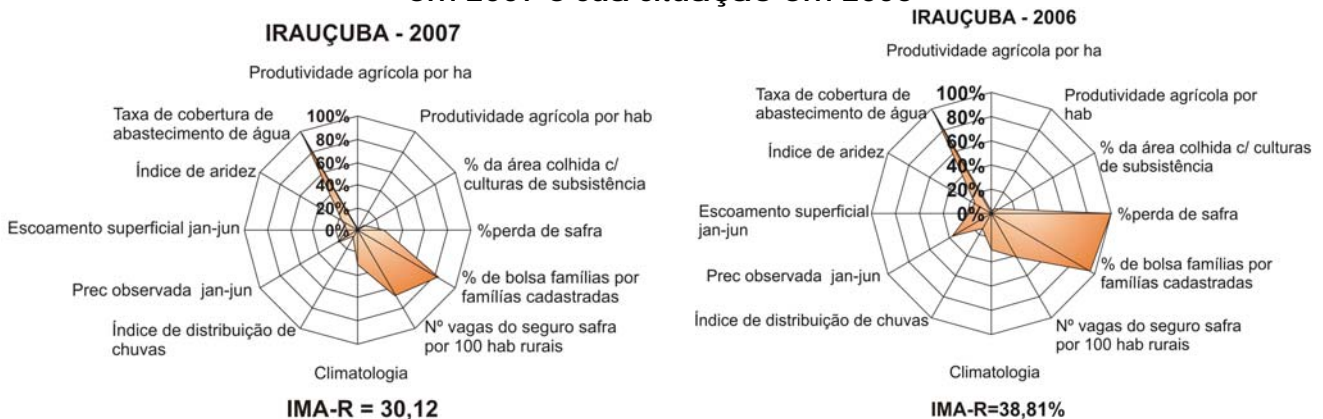 IRAUÇUBA - 2007
Produtividade agrícola por ha
Taxa de cobertura de
abastecimento de água
Produtividade agrícola por hab
Índice de aridez
% da área colhida c/
culturas de subsistência
Escoamento superficial jan-jun
%perda de safra
Prec observada jan-jun
% de bolsa famílias por
famílías cadastradas
Índice de distribuição de
chuvas
Nº vagas do seguro safra
por 100 hab rurais
Climatologia
100%
80%
60%
40%
20%
0%
IMA-R = 30,12
IRAUÇUBA - 2006
Produtividade agrícola por ha
Taxa de cobertura de
abastecimento de água
Produtividade agrícola por
hab
Índice de aridez
% da área colhida c/ culturas
de subsistência
Escoamento superficial
jan-jun
%perda de safra
Prec observada jan-jun
% de bolsa famílias por
famílías cadastradas
Índice de distribuição de chuvas
Nº vagas do seguro safra
por 100 hab rurais
Climatologia
100%
80%
60%
40%
20%
0%
IMA-R=38,81%